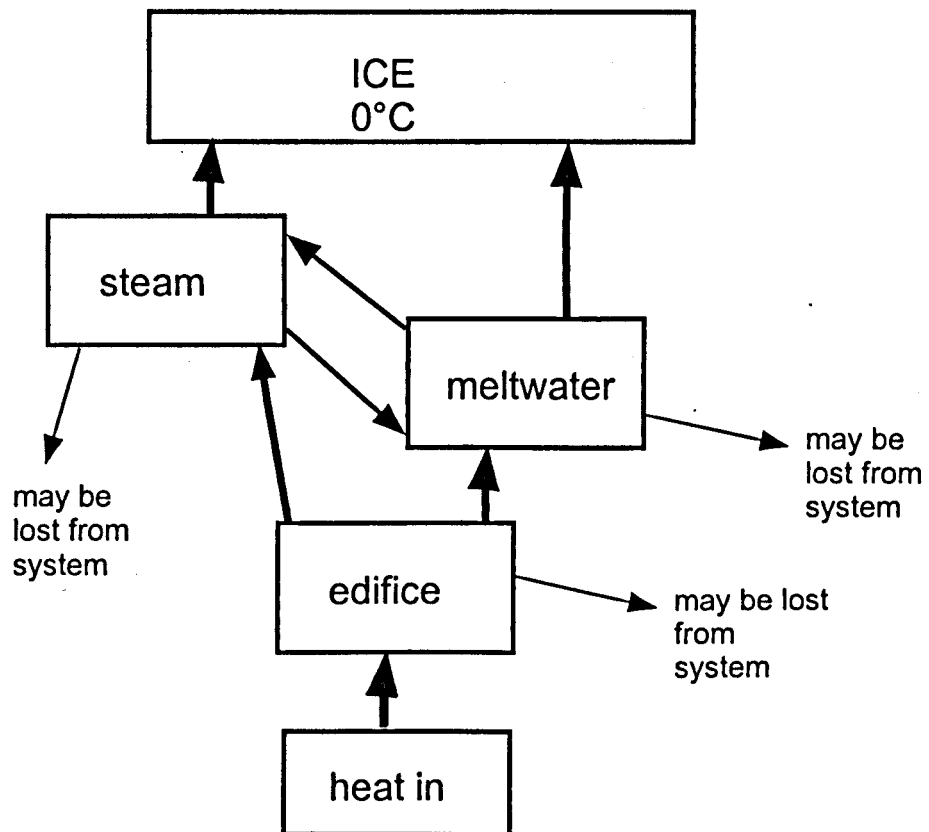 ICE
0°C
steam
meltwater
may be
lost from
system
may be
lost from
system
edifice
may be lost
from
system
heat in